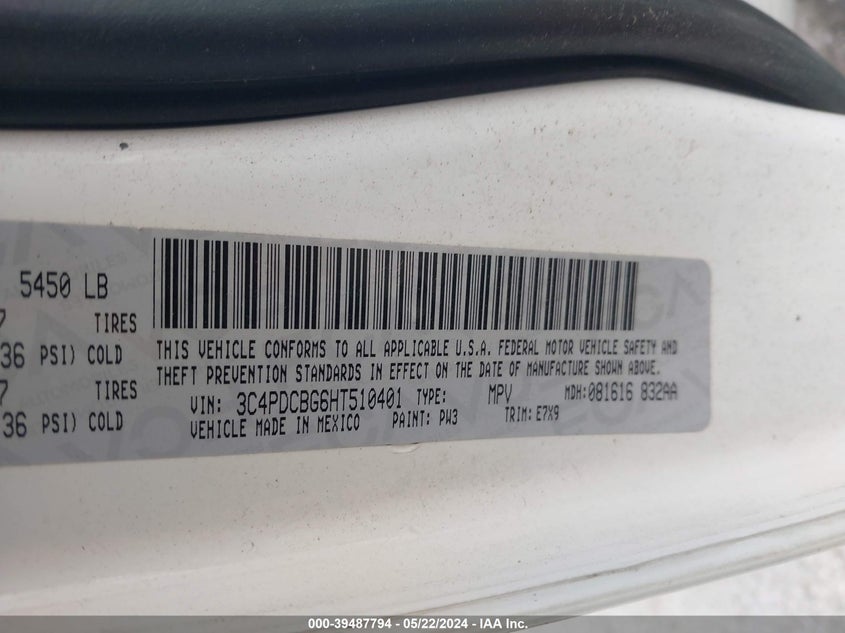 5450 LB
7 TIRES
36 PSI) COLD
7 TIRES
36 PSI) COLD
THIS VEHICLE CONFORMS TO ALL APPLICABLE U.S.A. FEDERAL MOTOR VEHICLE SAFETY AND
THEFT PREVENTION STANDARDS IN EFFECT ON THE DATE OF MANUFACTURE SHOWN ABOVE.
VIN: 3C4PDCBG6HT510401 TYPE: MPV MDH:081616 832AA
VEHICLE MADE IN MEXICO PAINT: PW3 TRIM: E7X9
000-39487794 - 05/22/2024 - IAA Inc.